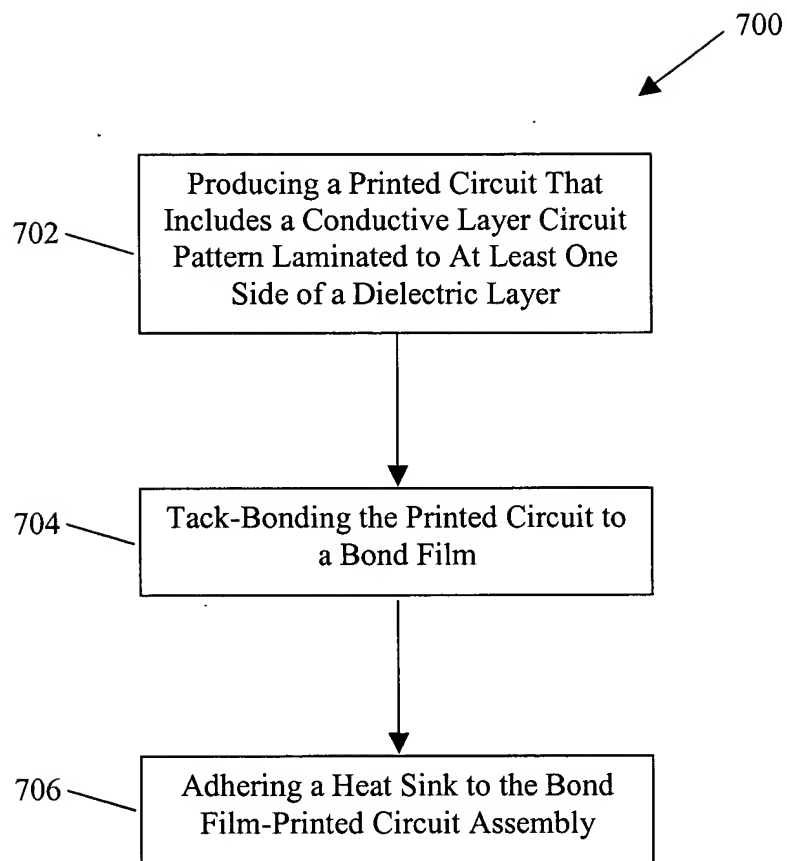 700
702
Producing a Printed Circuit That
Includes a Conductive Layer Circuit
Pattern Laminated to At Least One
Side of a Dielectric Layer
704
Tack-Bonding the Printed Circuit to
a Bond Film
706
Adhering a Heat Sink to the Bond
Film-Printed Circuit Assembly